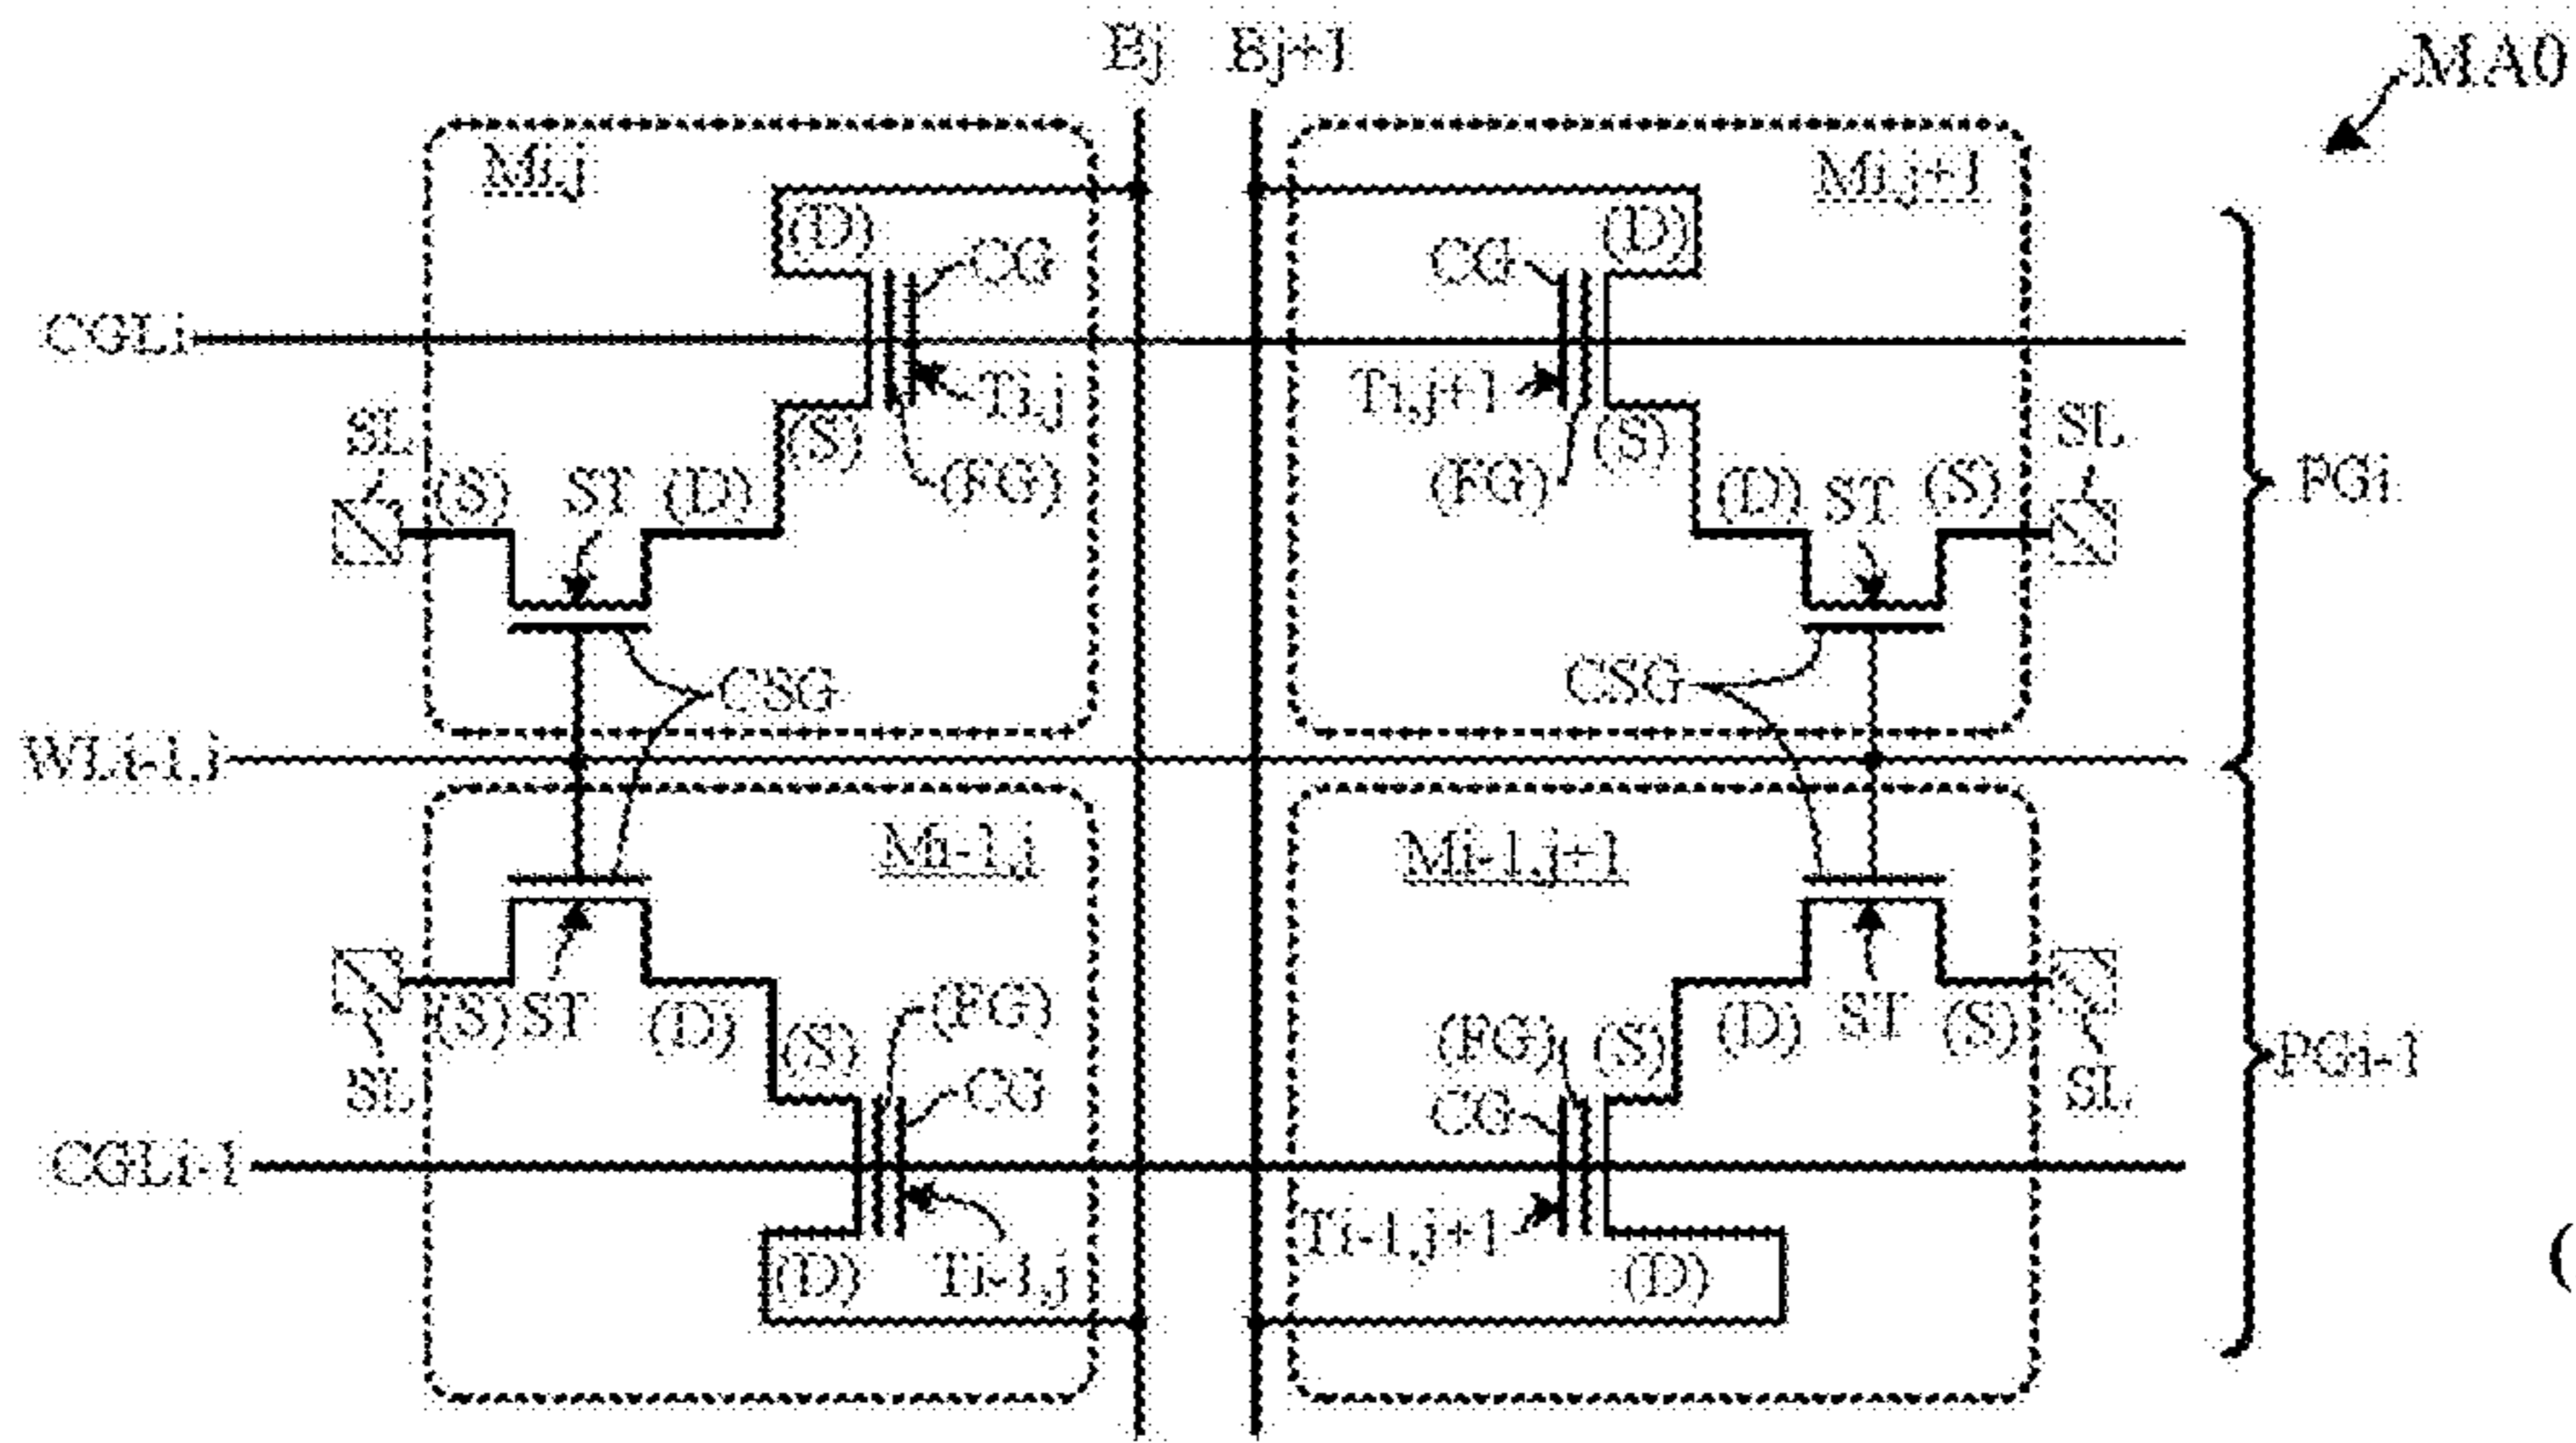 Bj Bj+1
MA0
Mi,j Mi,j+1
(D) (D)
CG CG
CGLi
Ti,j Ti,j+1
SL (S) (S) SL
(S) ST (D) (FG) (FG) (D) ST (S)
PGi
CSG CSG
WLi-1,i
Mi-1,j Mi-1,j+1
(S) ST (D) (S) (FG) (FG) (S) (D) ST (S)
PGi-1
SL CG CG SL
CGLi-1
Ti-1,j+1
(D) Ti-1,j (D)
(